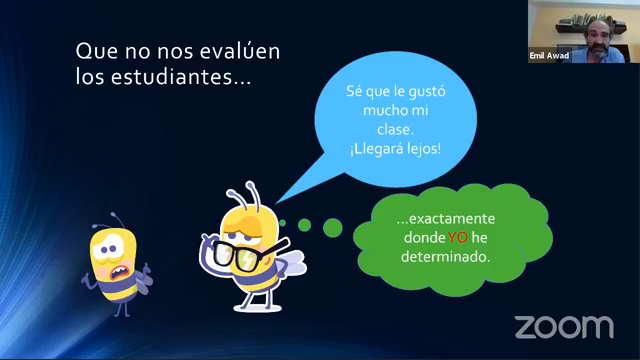 Que no nos evalúen
los estudiantes...
Emil Awad
Sé que le gustó
mucho mi
clase.
¡Llegará lejos!
...exactamente
donde YO he
determinado.
zoom